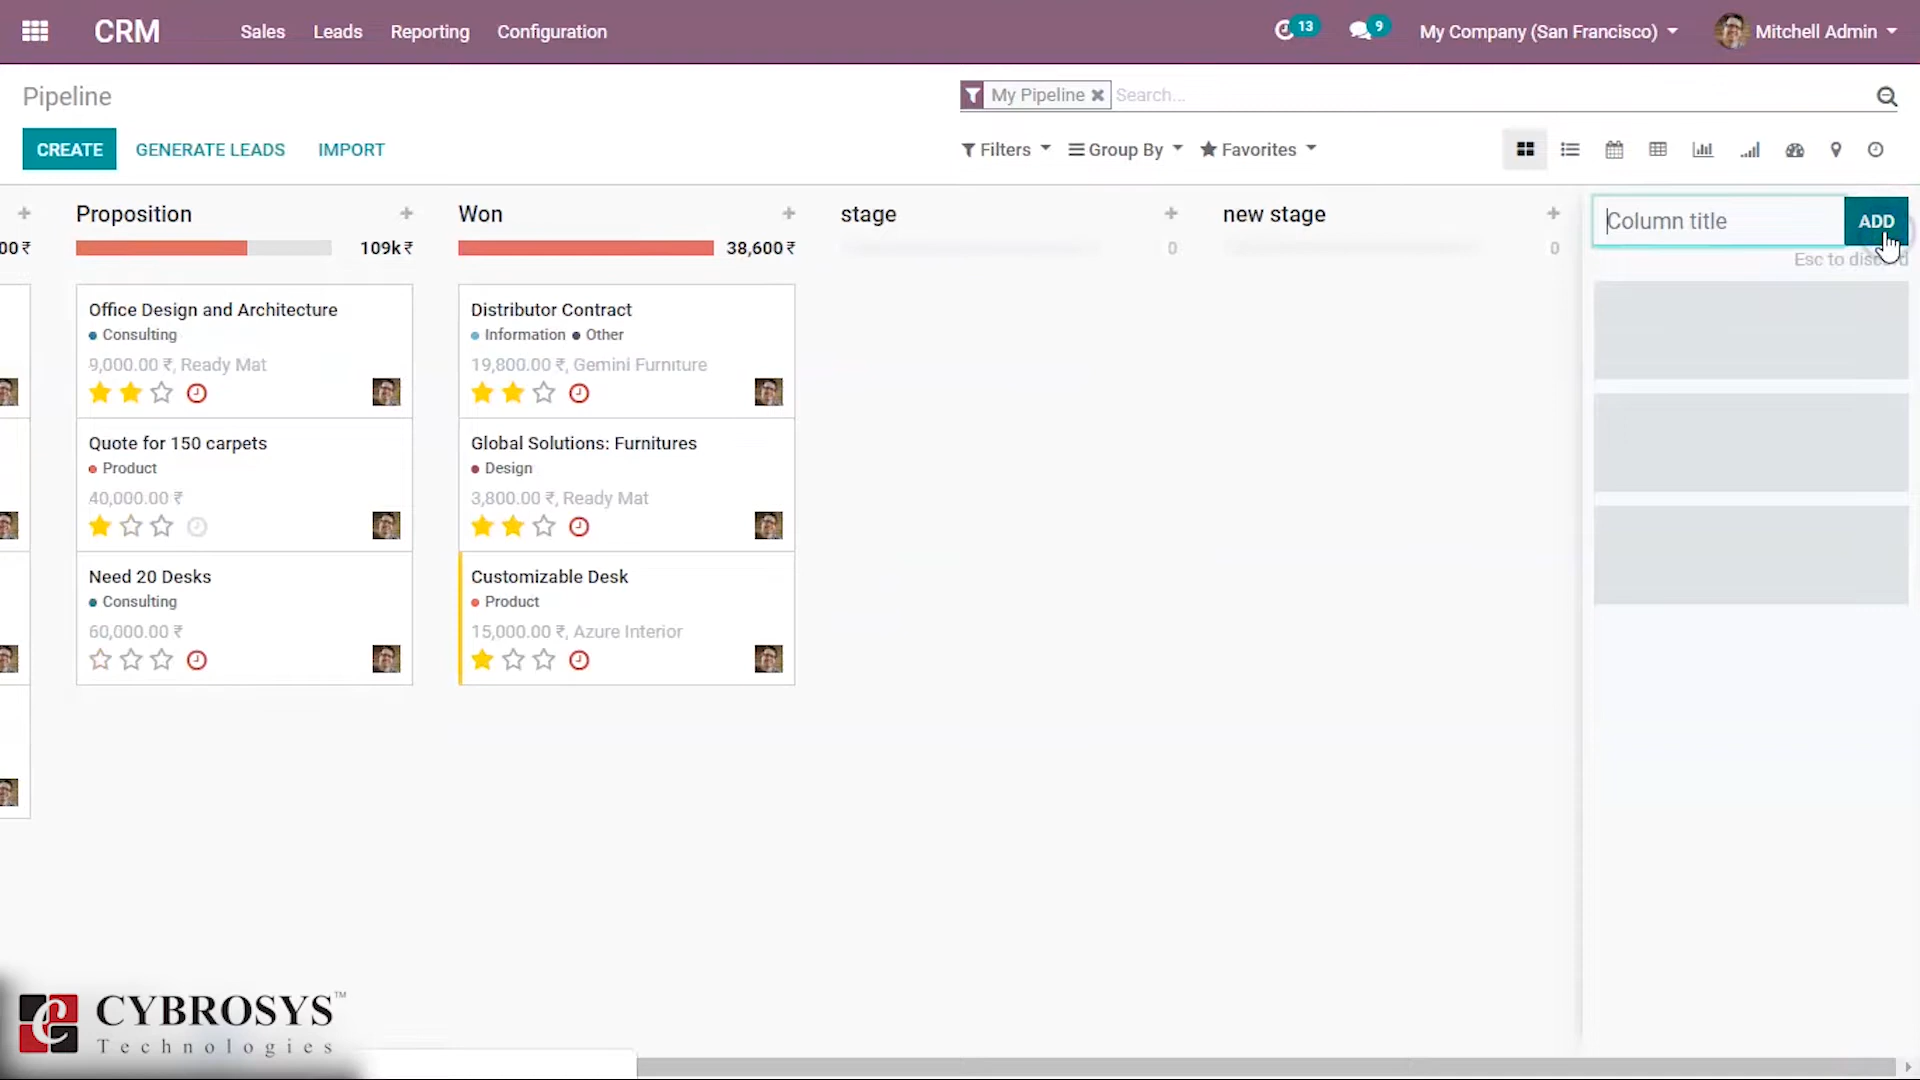 CRM Sales Leads Reporting Configuration 13 9 My Company (San Francisco) Mitchell Admin
Pipeline
My Pipeline Search...
CREATE GENERATE LEADS IMPORT
Filters Group By Favorites
Proposition
109k ₹
Office Design and Architecture
Consulting
9,000.00 ₹, Ready Mat
Quote for 150 carpets
Product
40,000.00 ₹
Need 20 Desks
Consulting
60,000.00 ₹
Won
38,600 ₹
Distributor Contract
Information Other
19,800.00 ₹, Gemini Furniture
Global Solutions: Furnitures
Design
3,800.00 ₹, Ready Mat
Customizable Desk
Product
15,000.00 ₹, Azure Interior
stage
0
new stage
0
Column title ADD
Esc to discard
CYBROSYS™
Technologies